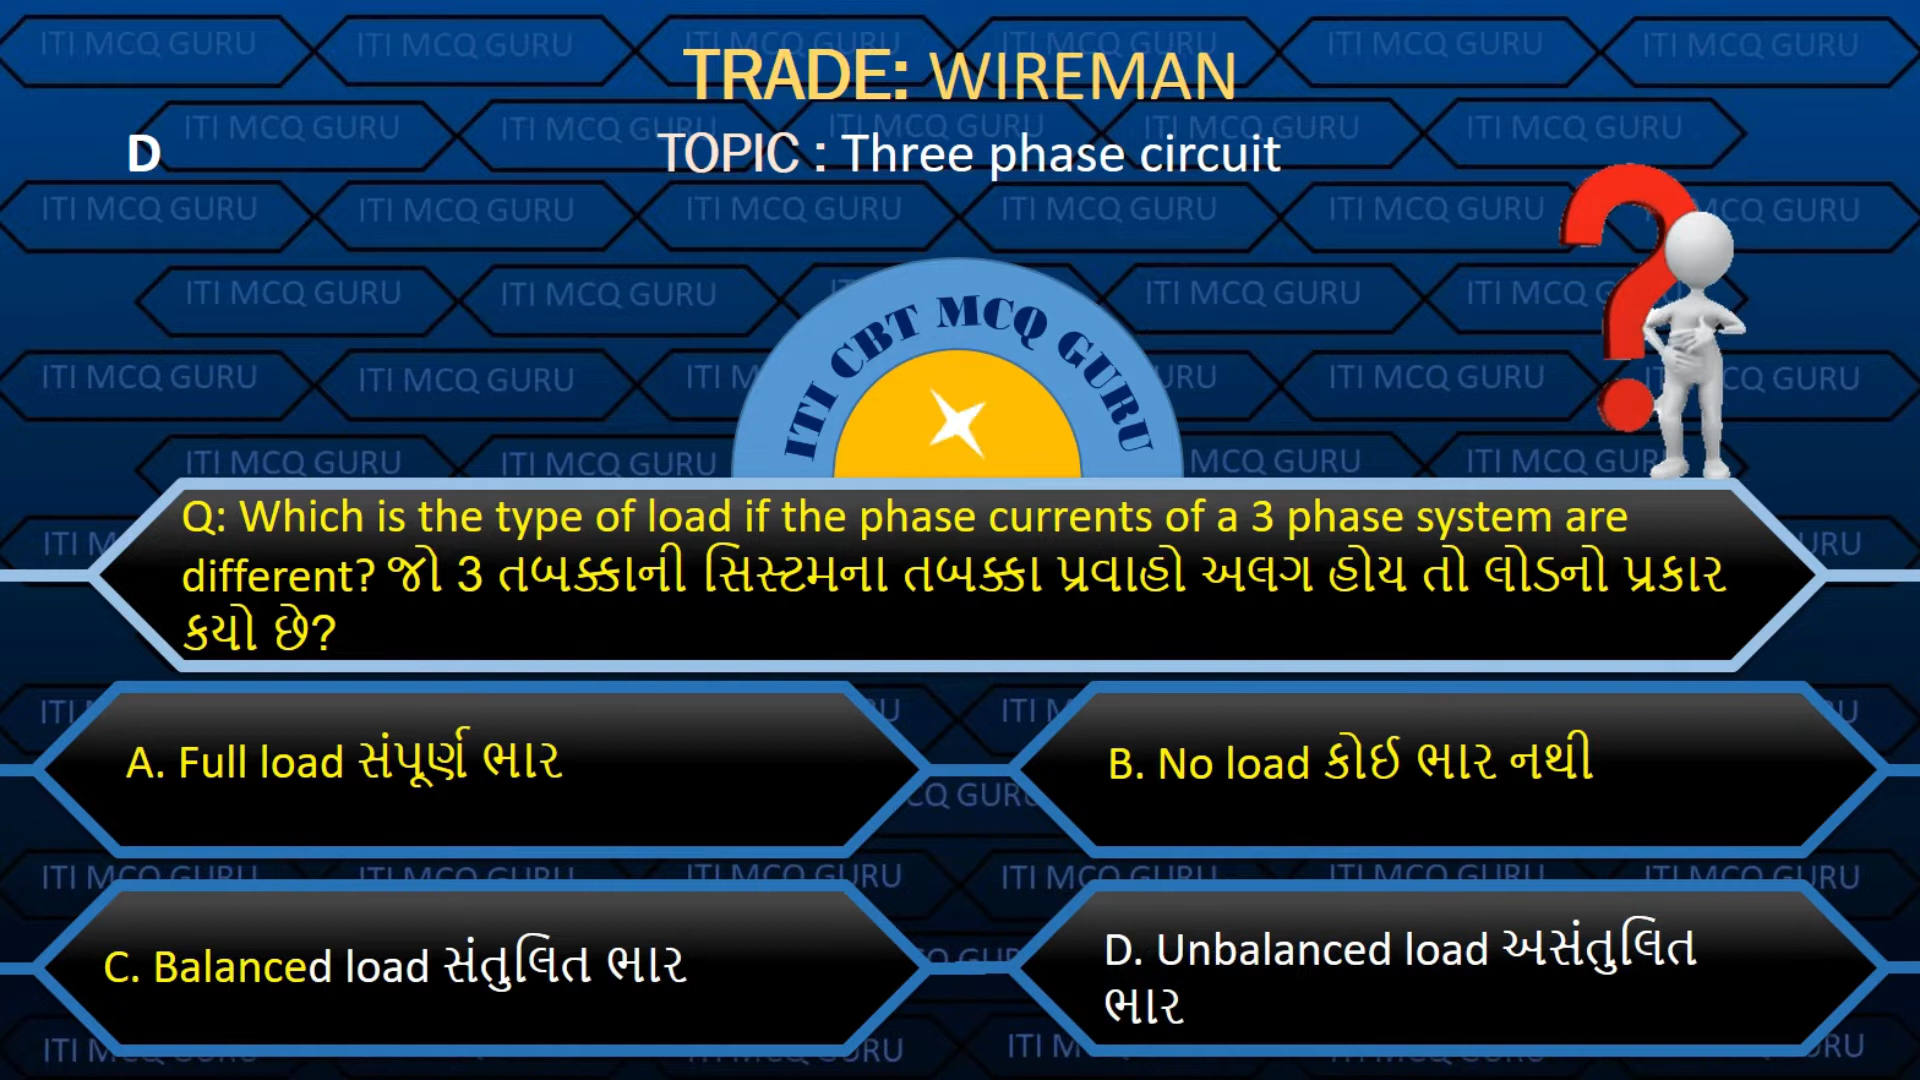 TRADE: WIREMAN
D
TOPIC : Three phase circuit
ITI CBT MCQ GURU
Q: Which is the type of load if the phase currents of a 3 phase system are
different? જો 3 તબક્કાની સિસ્ટમના તબક્કા પ્રવાહો અલગ હોય તો લોડનો પ્રકાર
કયો છે?
A. Full load સંપૂર્ણ ભાર
B. No load કોઈ ભાર નથી
C. Balanced load સંતુલિત ભાર
D. Unbalanced load અસંતુલિત
ભાર
ITI MCQ GURU